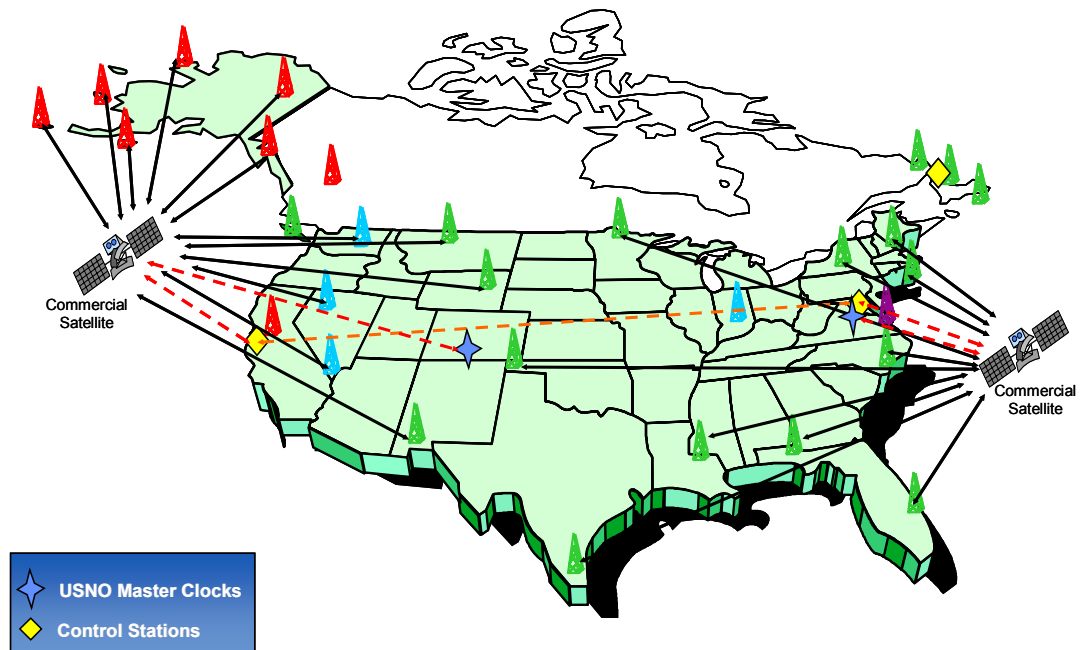 Commercial
Satellite
Commercial
Satellite
USNO Master Clocks
Control Stations